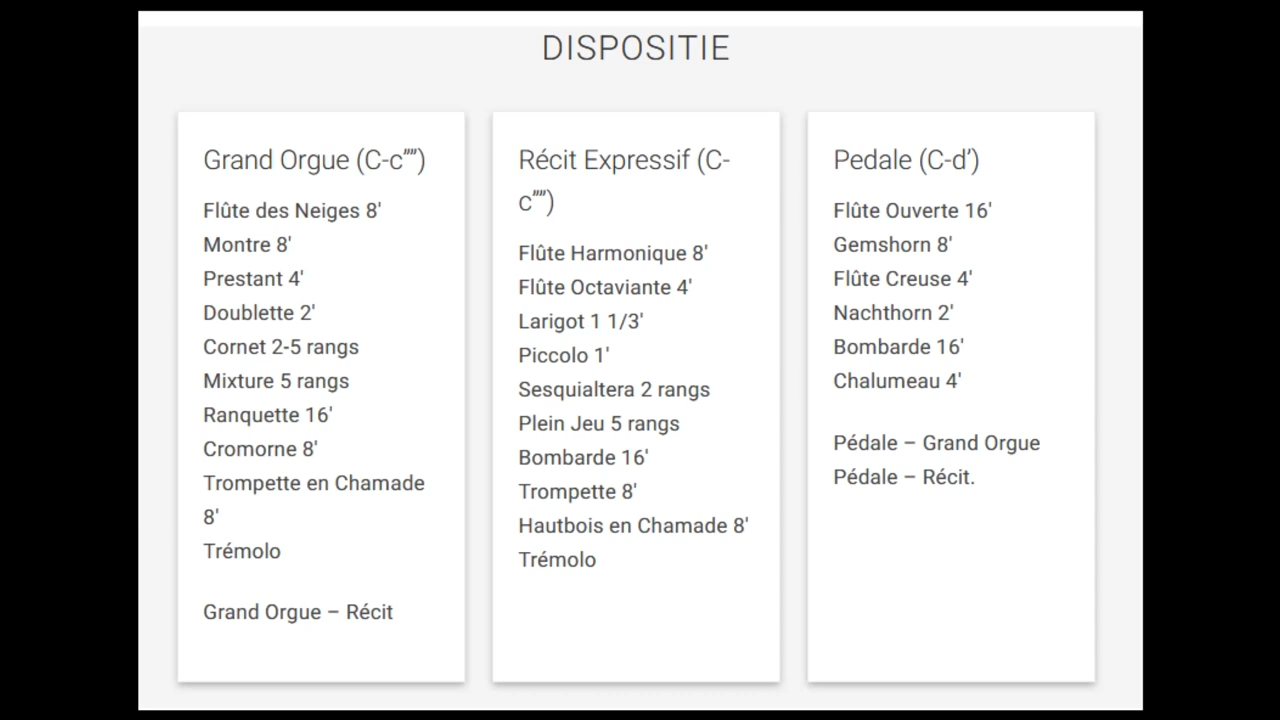 DISPOSITIE
Grand Orgue (C-c””)
Flûte des Neiges 8'
Montre 8'
Prestant 4'
Doublette 2'
Cornet 2-5 rangs
Mixture 5 rangs
Ranquette 16'
Cromorne 8'
Trompette en Chamade
8'
Trémolo
Grand Orgue – Récit
Récit Expressif (C-
c””)
Flûte Harmonique 8'
Flûte Octaviante 4'
Larigot 1 1/3'
Piccolo 1'
Sesquialtera 2 rangs
Plein Jeu 5 rangs
Bombarde 16'
Trompette 8'
Hautbois en Chamade 8'
Trémolo
Pedale (C-d’)
Flûte Ouverte 16'
Gemshorn 8'
Flûte Creuse 4'
Nachthorn 2'
Bombarde 16'
Chalumeau 4'
Pédale – Grand Orgue
Pédale – Récit.